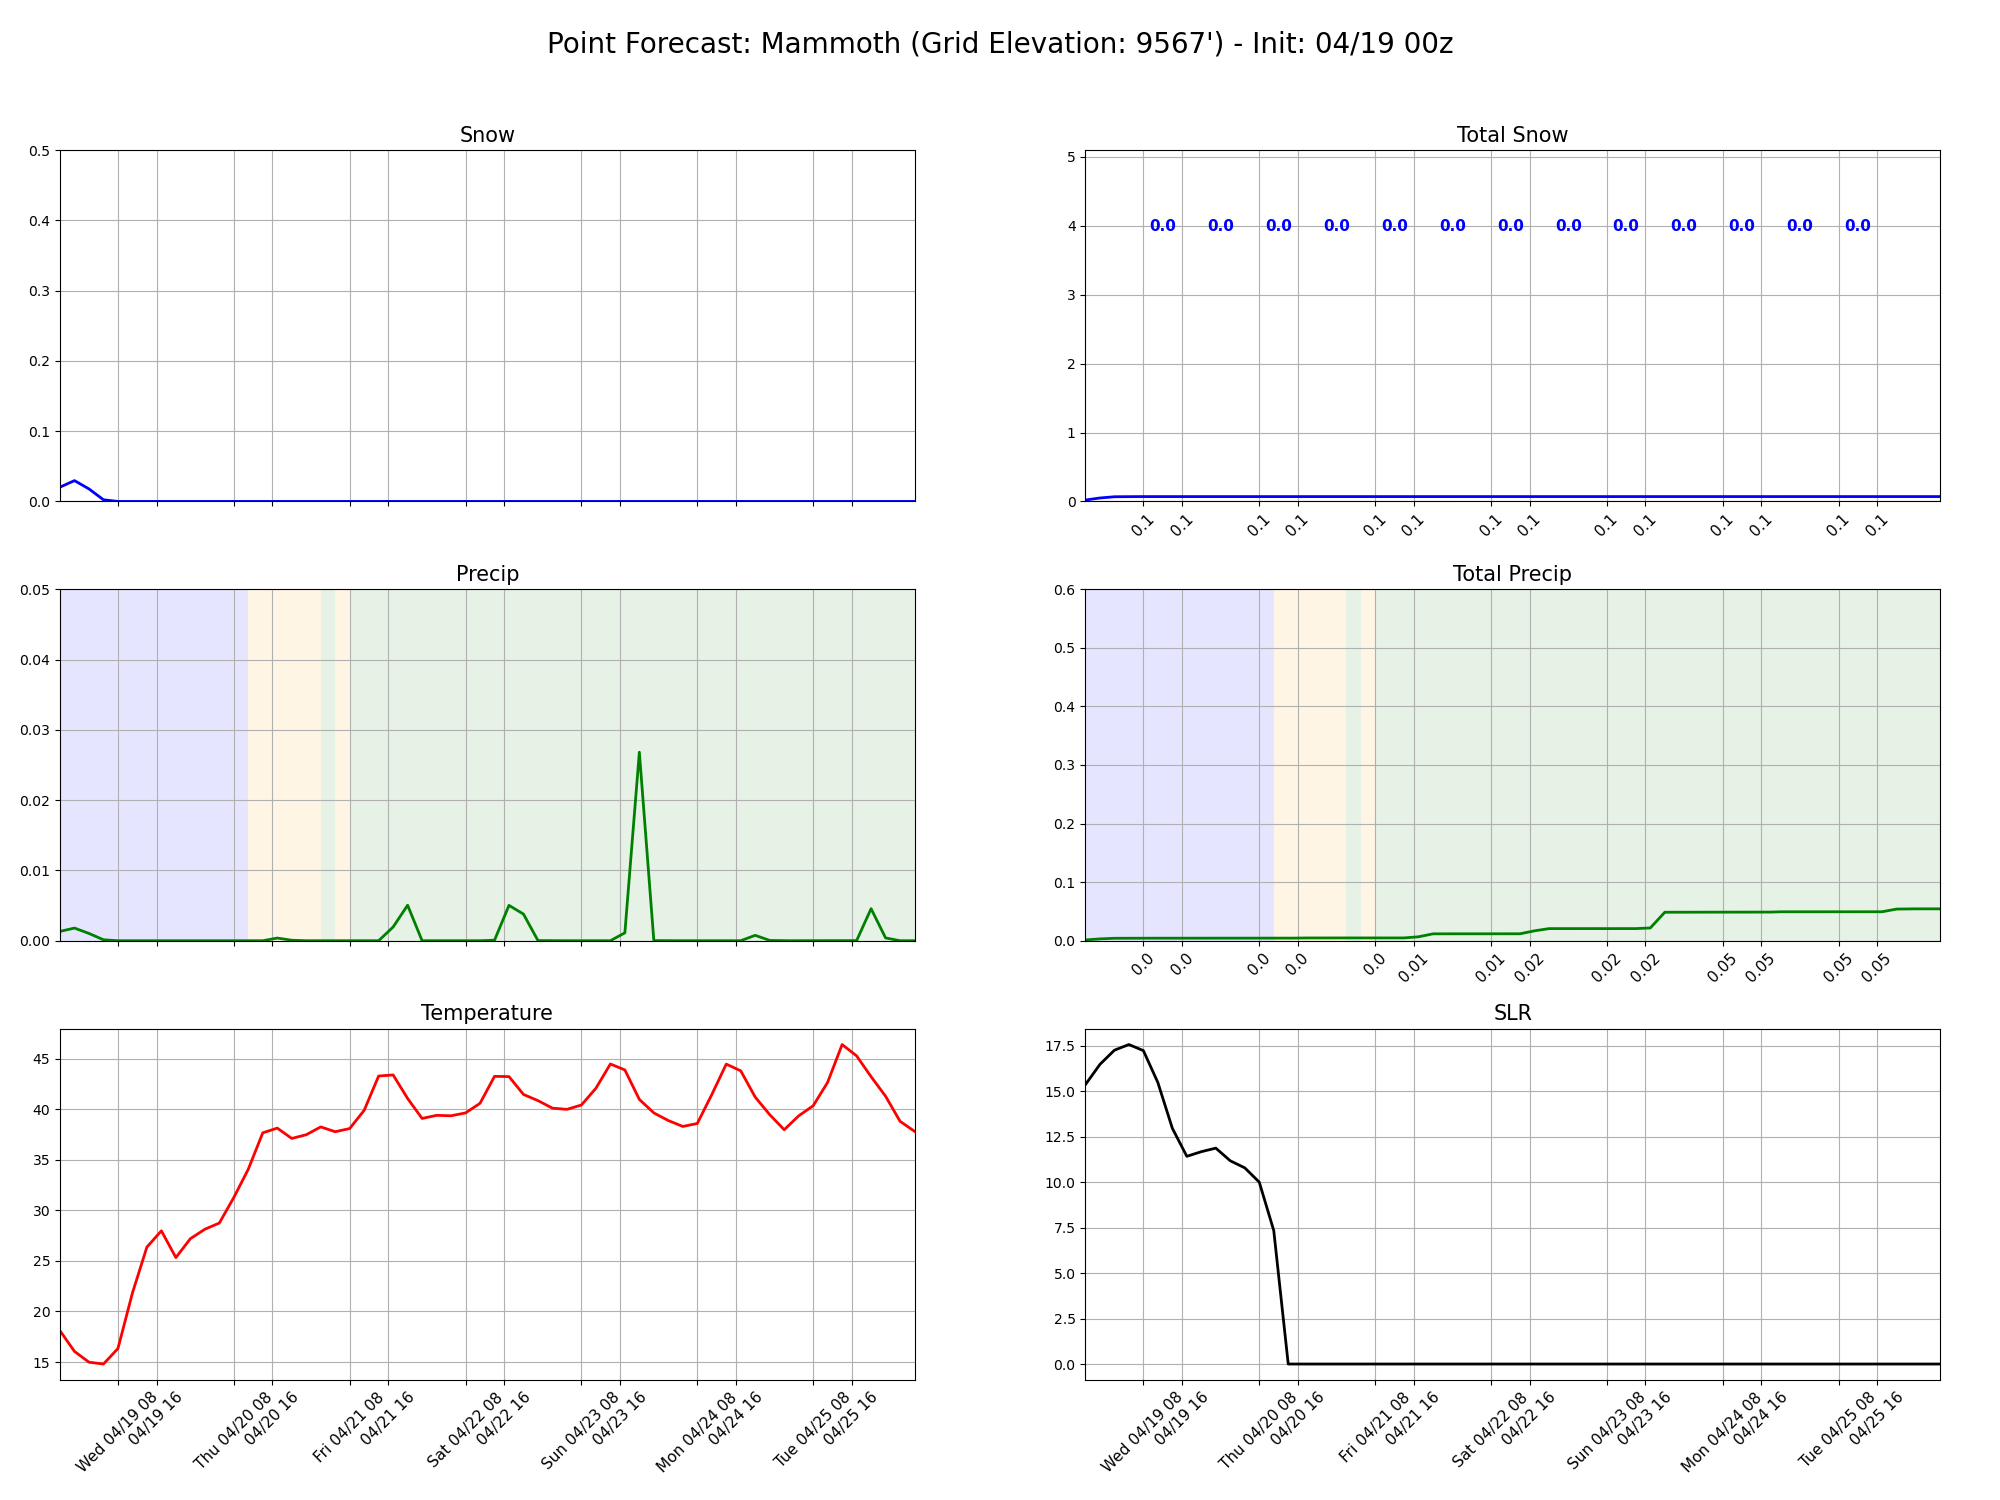 Point Forecast: Mammoth (Grid Elevation: 9567') - Init: 04/19 00z
Snow
0.5
0.4
0.3
0.2
0.1
0.0
Total Snow
5
4
3
2
1
0
0.0 0.0 0.0 0.0 0.0 0.0 0.0 0.0 0.0 0.0 0.0 0.0 0.0
0.1 0.1 0.1 0.1 0.1 0.1 0.1 0.1 0.1 0.1 0.1 0.1 0.1 0.1
Precip
0.05
0.04
0.03
0.02
0.01
0.00
Total Precip
0.6
0.5
0.4
0.3
0.2
0.1
0.0
0.0 0.0 0.0 0.0 0.0 0.01 0.01 0.02 0.02 0.02 0.05 0.05 0.05 0.05
Temperature
45
40
35
30
25
20
15
Wed 04/19 08
04/19 16
Thu 04/20 08
04/20 16
Fri 04/21 08
04/21 16
Sat 04/22 08
04/22 16
Sun 04/23 08
04/23 16
Mon 04/24 08
04/24 16
Tue 04/25 08
04/25 16
SLR
17.5
15.0
12.5
10.0
7.5
5.0
2.5
0.0
Wed 04/19 08
04/19 16
Thu 04/20 08
04/20 16
Fri 04/21 08
04/21 16
Sat 04/22 08
04/22 16
Sun 04/23 08
04/23 16
Mon 04/24 08
04/24 16
Tue 04/25 08
04/25 16